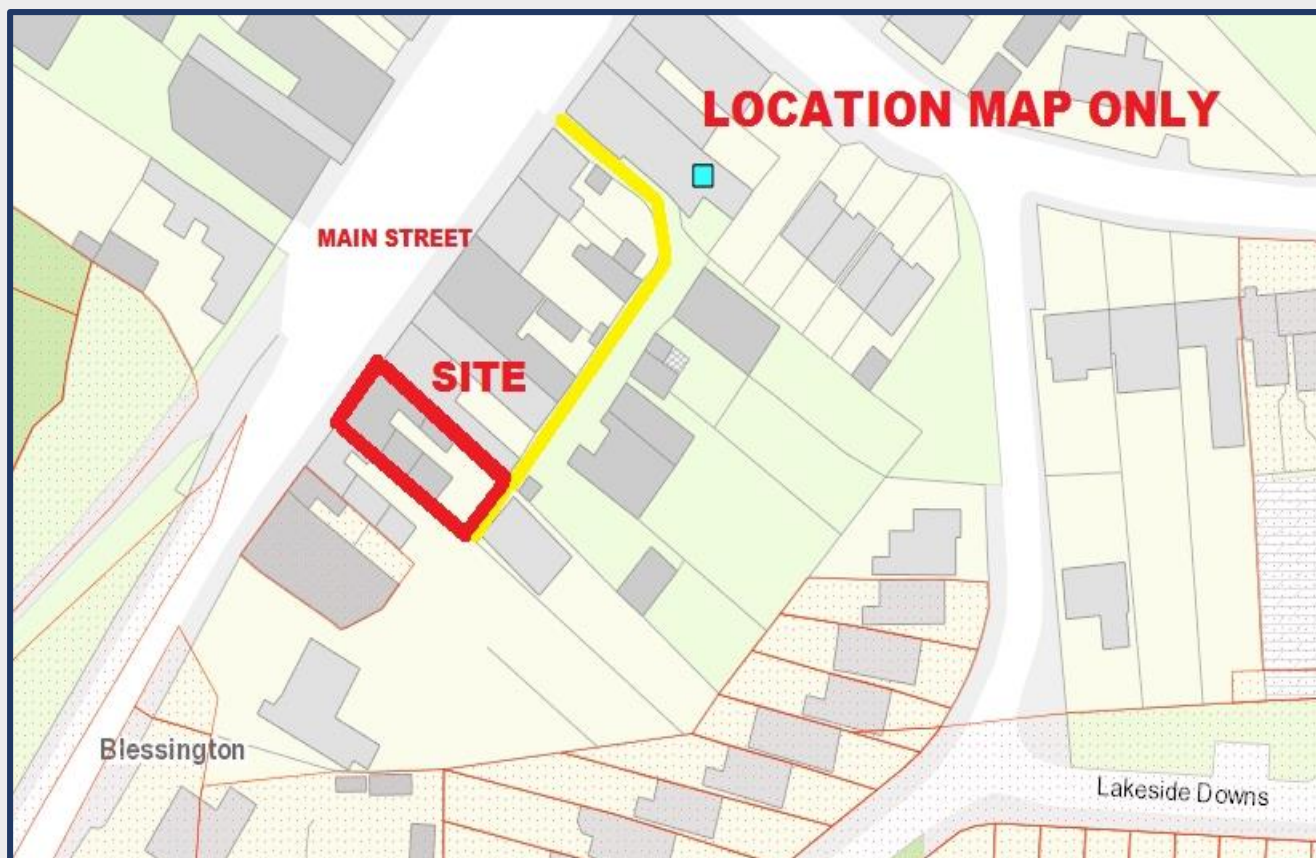 LOCATION MAP ONLY
MAIN STREET
SITE
Blessington
Lakeside Downs